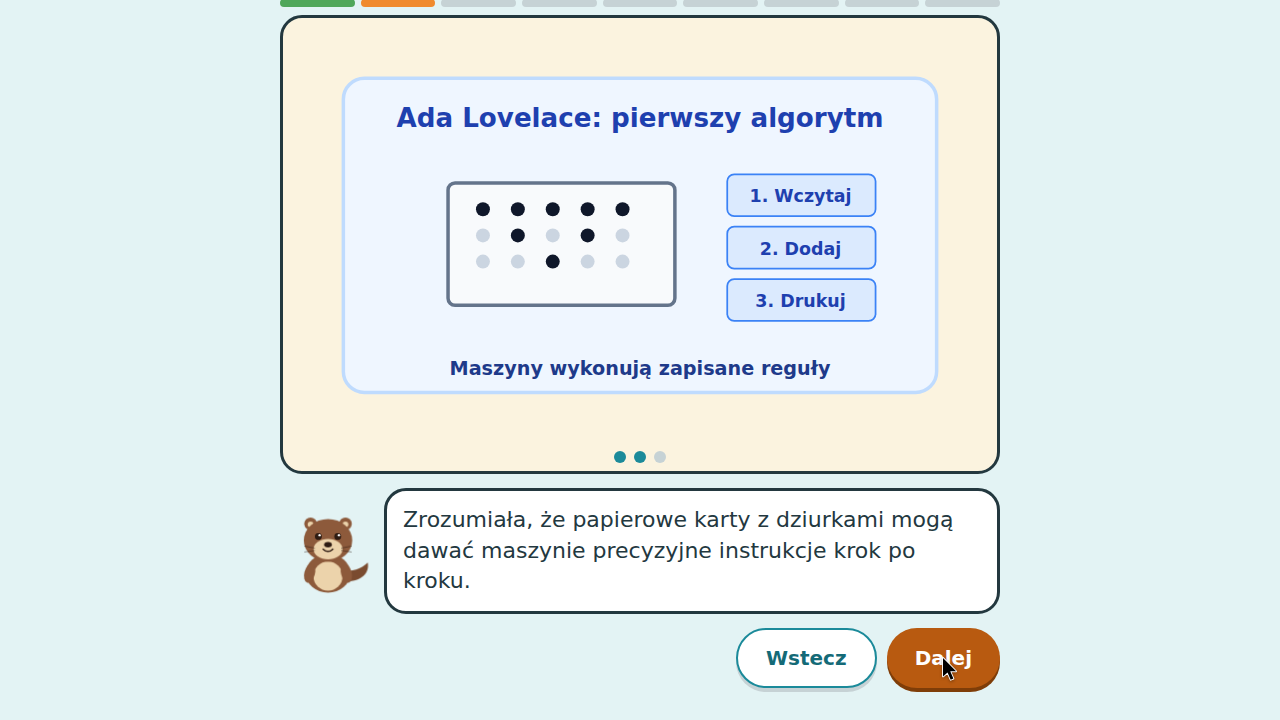 Ada Lovelace: pierwszy algorytm
1. Wczytaj
2. Dodaj
3. Drukuj
Maszyny wykonują zapisane reguły
Zrozumiała, że papierowe karty z dziurkami mogą
dawać maszynie precyzyjne instrukcje krok po
kroku.
Wstecz
Dalej